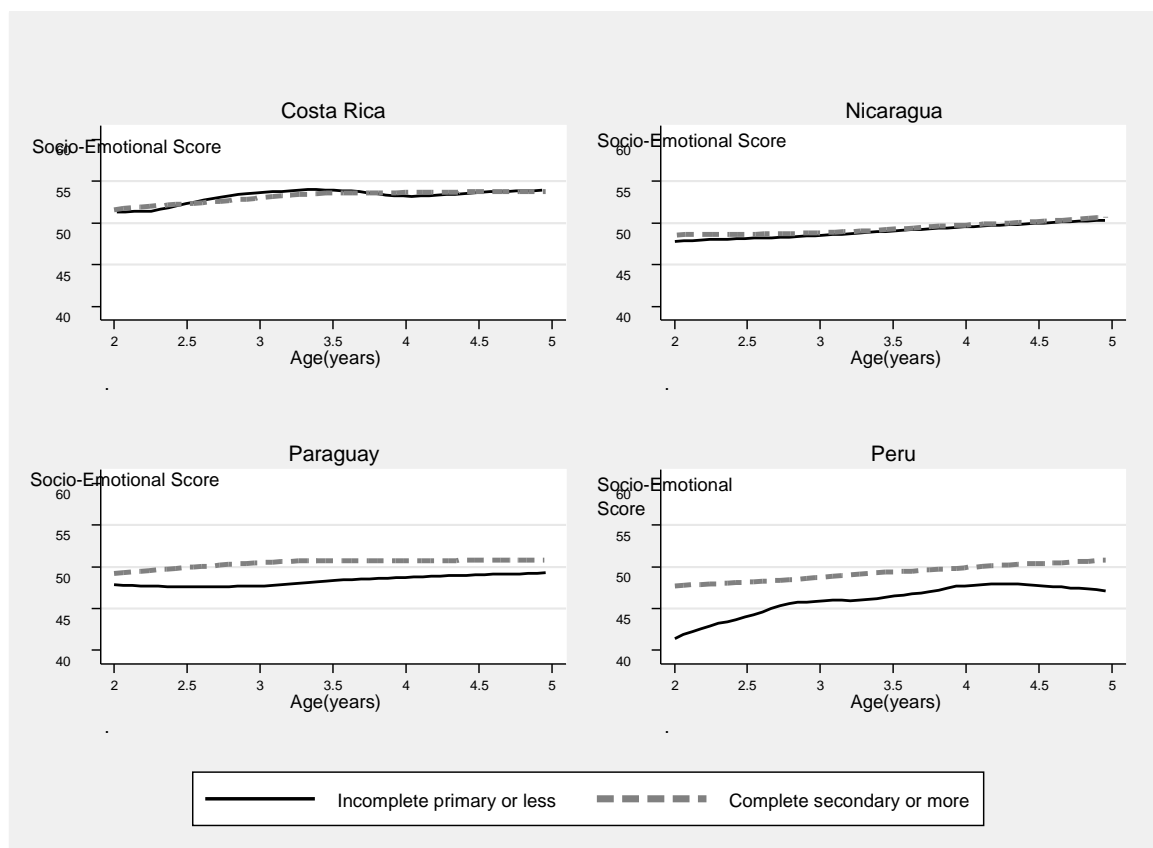 Costa Rica
Socio-Emotional Score
60
55
50
45
40
2 2.5 3 3.5 4 4.5 5
Age(years)
.
Nicaragua
Socio-Emotional Score
60
55
50
45
40
2 2.5 3 3.5 4 4.5 5
Age(years)
.
Paraguay
Socio-Emotional Score
60
55
50
45
40
2 2.5 3 3.5 4 4.5 5
Age(years)
.
Peru
Socio-Emotional
60
Score
55
50
45
40
2 2.5 3 3.5 4 4.5 5
Age(years)
.
Incomplete primary or less Complete secondary or more